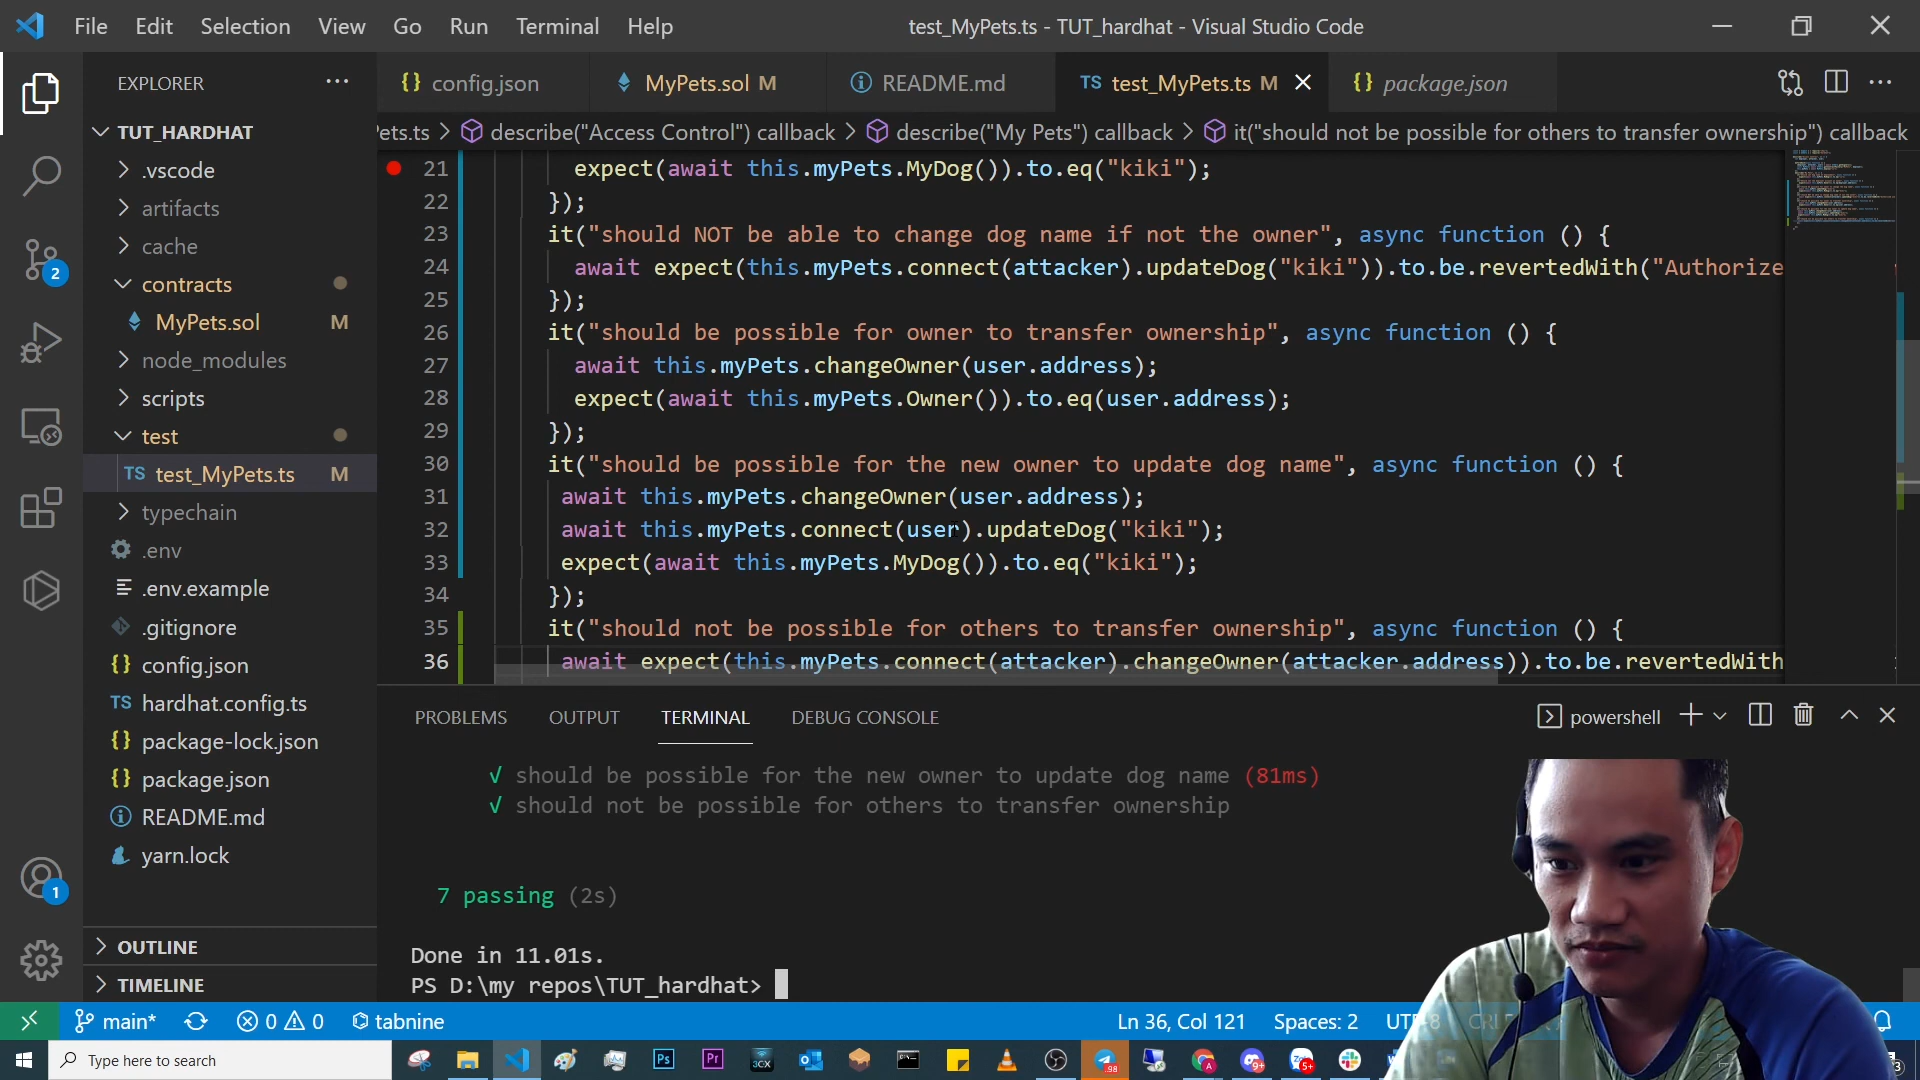 File Edit Selection View Go Run Terminal Help
test_MyPets.ts - TUT_hardhat - Visual Studio Code
EXPLORER
config.json
MyPets.sol M
README.md
TS test_MyPets.ts M
package.json
Pets.ts > describe("Access Control") callback > describe("My Pets") callback > it("should not be possible for others to transfer ownership") callback
TUT_HARDHAT
.vscode
artifacts
cache
contracts
MyPets.sol M
node_modules
scripts
test
TS test_MyPets.ts M
typechain
.env
.env.example
.gitignore
config.json
TS hardhat.config.ts
package-lock.json
package.json
README.md
yarn.lock
OUTLINE
TIMELINE
2
1
21 expect(await this.myPets.MyDog()).to.eq("kiki");
22 });
23 it("should NOT be able to change dog name if not the owner", async function () {
24 await expect(this.myPets.connect(attacker).updateDog("kiki")).to.be.revertedWith("Authorize
25 });
26 it("should be possible for owner to transfer ownership", async function () {
27 await this.myPets.changeOwner(user.address);
28 expect(await this.myPets.Owner()).to.eq(user.address);
29 });
30 it("should be possible for the new owner to update dog name", async function () {
31 await this.myPets.changeOwner(user.address);
32 await this.myPets.connect(user).updateDog("kiki");
33 expect(await this.myPets.MyDog()).to.eq("kiki");
34 });
35 it("should not be possible for others to transfer ownership", async function () {
36 await expect(this.myPets.connect(attacker).changeOwner(attacker.address)).to.be.revertedWith
PROBLEMS OUTPUT TERMINAL DEBUG CONSOLE
powershell
√ should be possible for the new owner to update dog name (81ms)
√ should not be possible for others to transfer ownership
7 passing (2s)
Done in 11.01s.
PS D:\my repos\TUT_hardhat>
main* 0 0 tabnine
Ln 36, Col 121 Spaces: 2
Type here to search
Ps
Pr
3CX